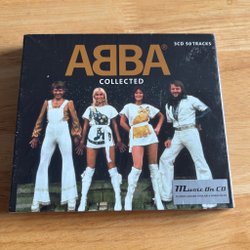 3CD 50 TRACKS
ABBA®
COLLECTED
Music On CD